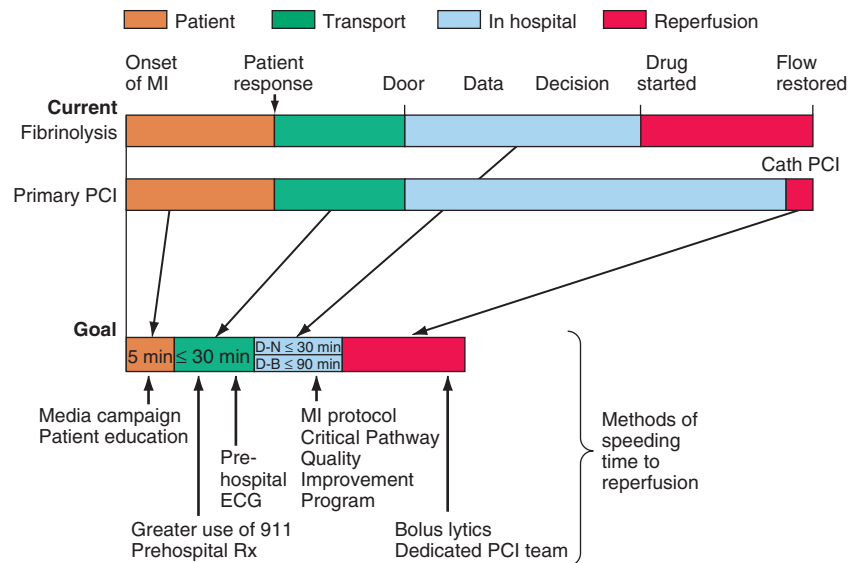 Patient
Transport
In hospital
Reperfusion
Onset
of MI
Patient
response
Door
Data
Decision
Drug
started
Flow
restored
Current
Fibrinolysis
Cath PCI
Primary PCI
Goal
5 min
≤ 30 min
D-N ≤ 30 min
D-B ≤ 90 min
Media campaign
Patient education
Pre-
hospital
ECG
MI protocol
Critical Pathway
Quality
Improvement
Program
Greater use of 911
Prehospital Rx
Bolus lytics
Dedicated PCI team
Methods of
speeding
time to
reperfusion